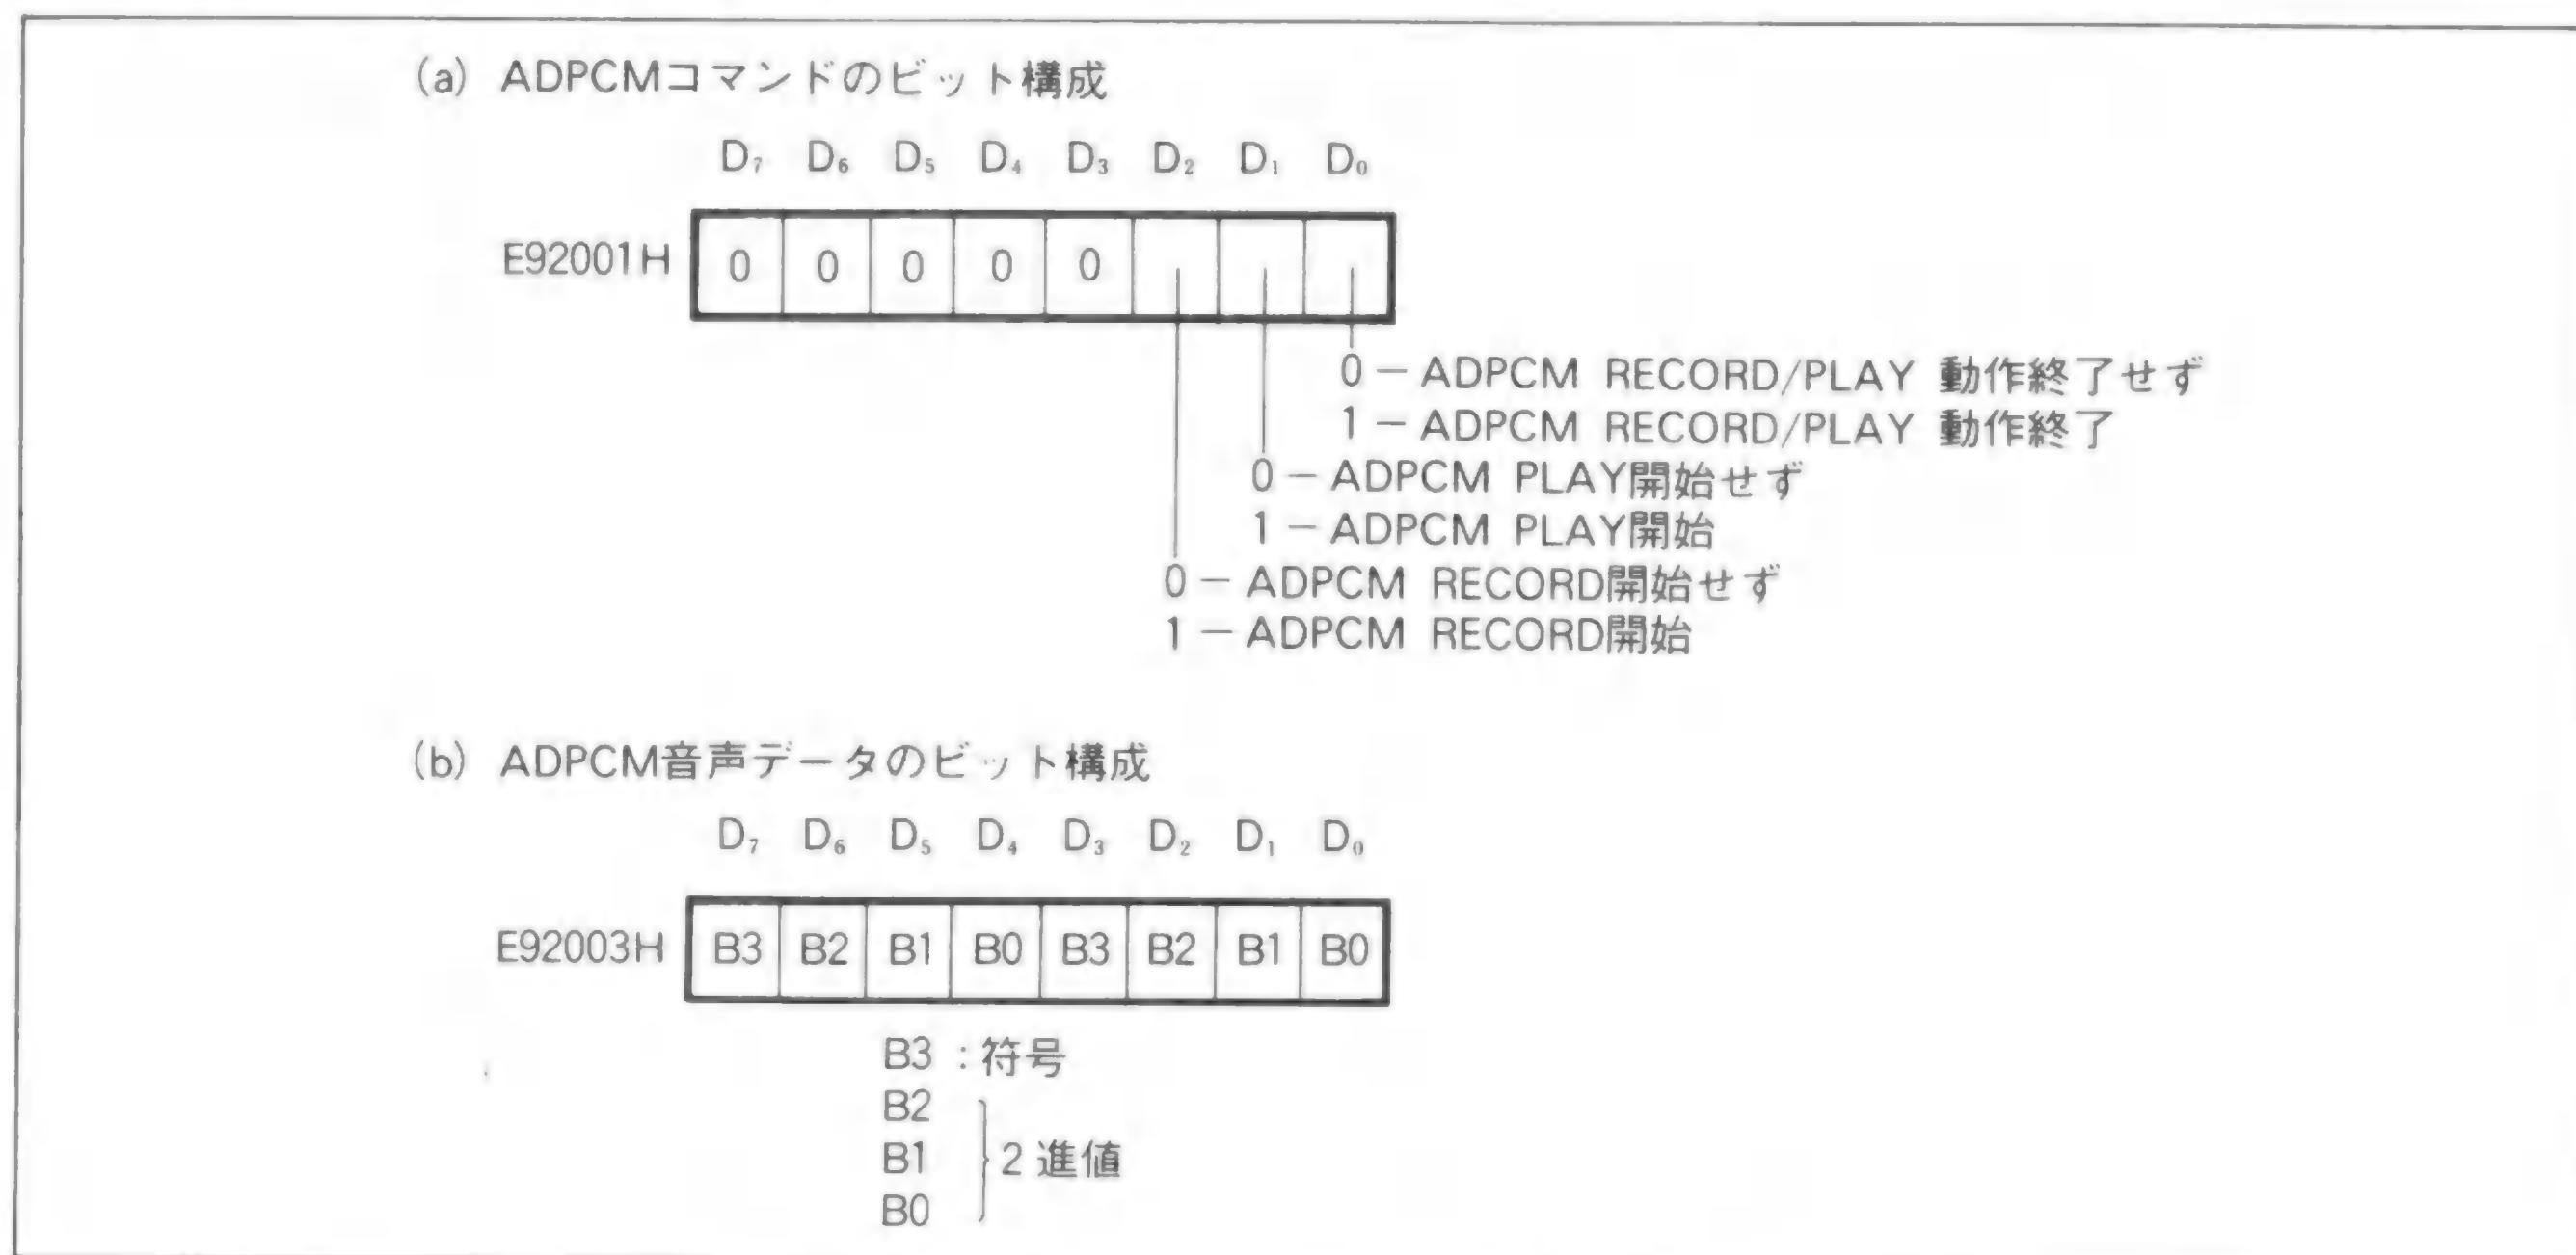 (a) ADPCMコマンドのビット構成
D₇ D₆ D₅ D₄ D₃ D₂ D₁ D₀
E92001H 0 0 0 0 0
0 － ADPCM RECORD/PLAY 動作終了せず
1 － ADPCM RECORD/PLAY 動作終了
0 － ADPCM PLAY開始せず
1 － ADPCM PLAY開始
0 － ADPCM RECORD開始せず
1 － ADPCM RECORD開始
(b) ADPCM音声データのビット構成
D₇ D₆ D₅ D₄ D₃ D₂ D₁ D₀
E92003H B3 B2 B1 B0 B3 B2 B1 B0
B3 : 符号
B2
B1 2進値
B0